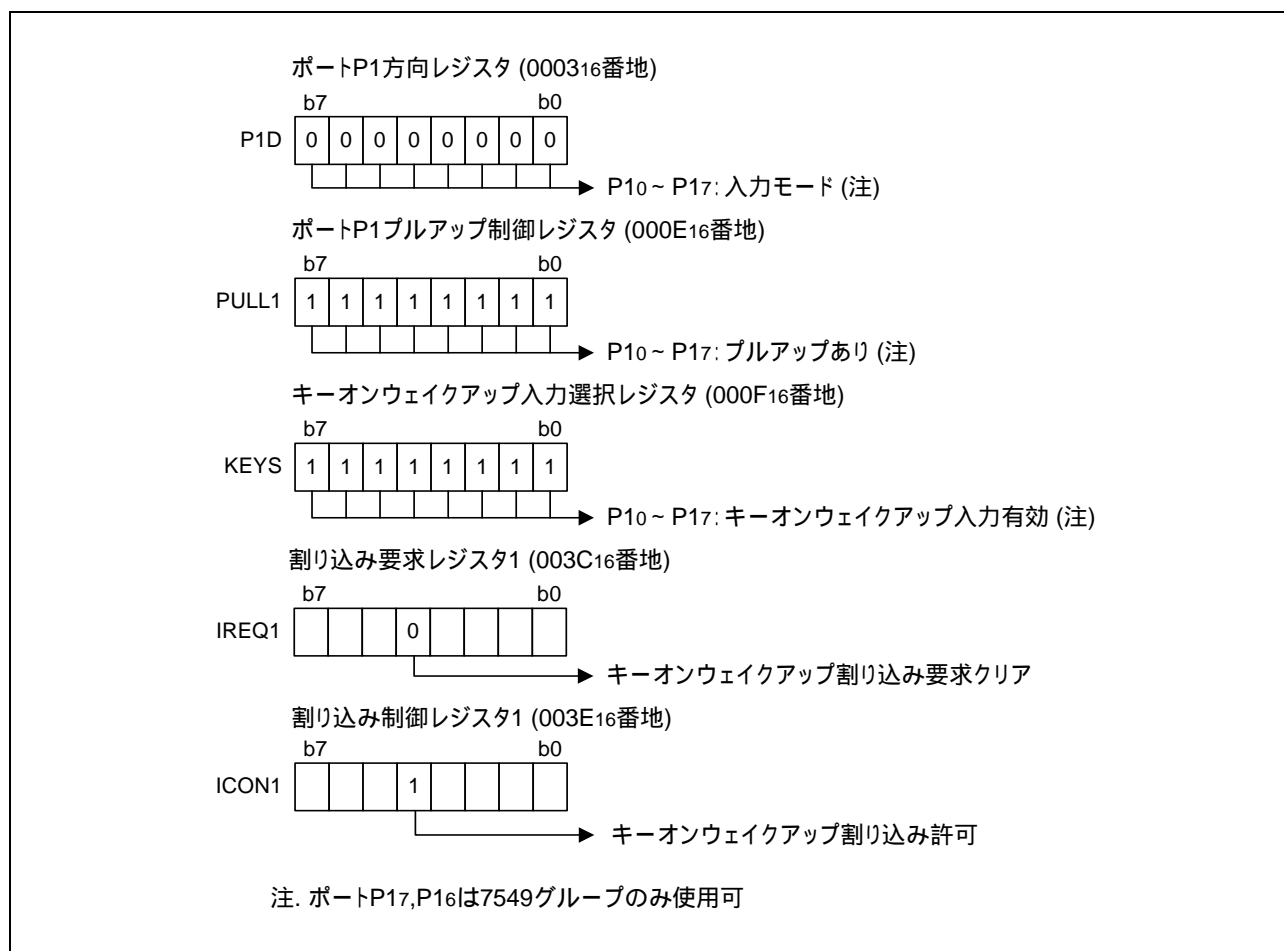 ポートP1方向レジスタ (000316番地)
b7 b0
P1D 0 0 0 0 0 0 0 0
P10 ~ P17: 入力モード (注)
ポートP1プルアップ制御レジスタ (000E16番地)
b7 b0
PULL1 1 1 1 1 1 1 1 1
P10 ~ P17: プルアップあり (注)
キーオンウェイクアップ入力選択レジスタ (000F16番地)
b7 b0
KEYS 1 1 1 1 1 1 1 1
P10 ~ P17: キーオンウェイクアップ入力有効 (注)
割り込み要求レジスタ1 (003C16番地)
b7 b0
IREQ1 0
キーオンウェイクアップ割り込み要求クリア
割り込み制御レジスタ1 (003E16番地)
b7 b0
ICON1 1
キーオンウェイクアップ割り込み許可
注. ポートP17,P16は7549グループのみ使用可